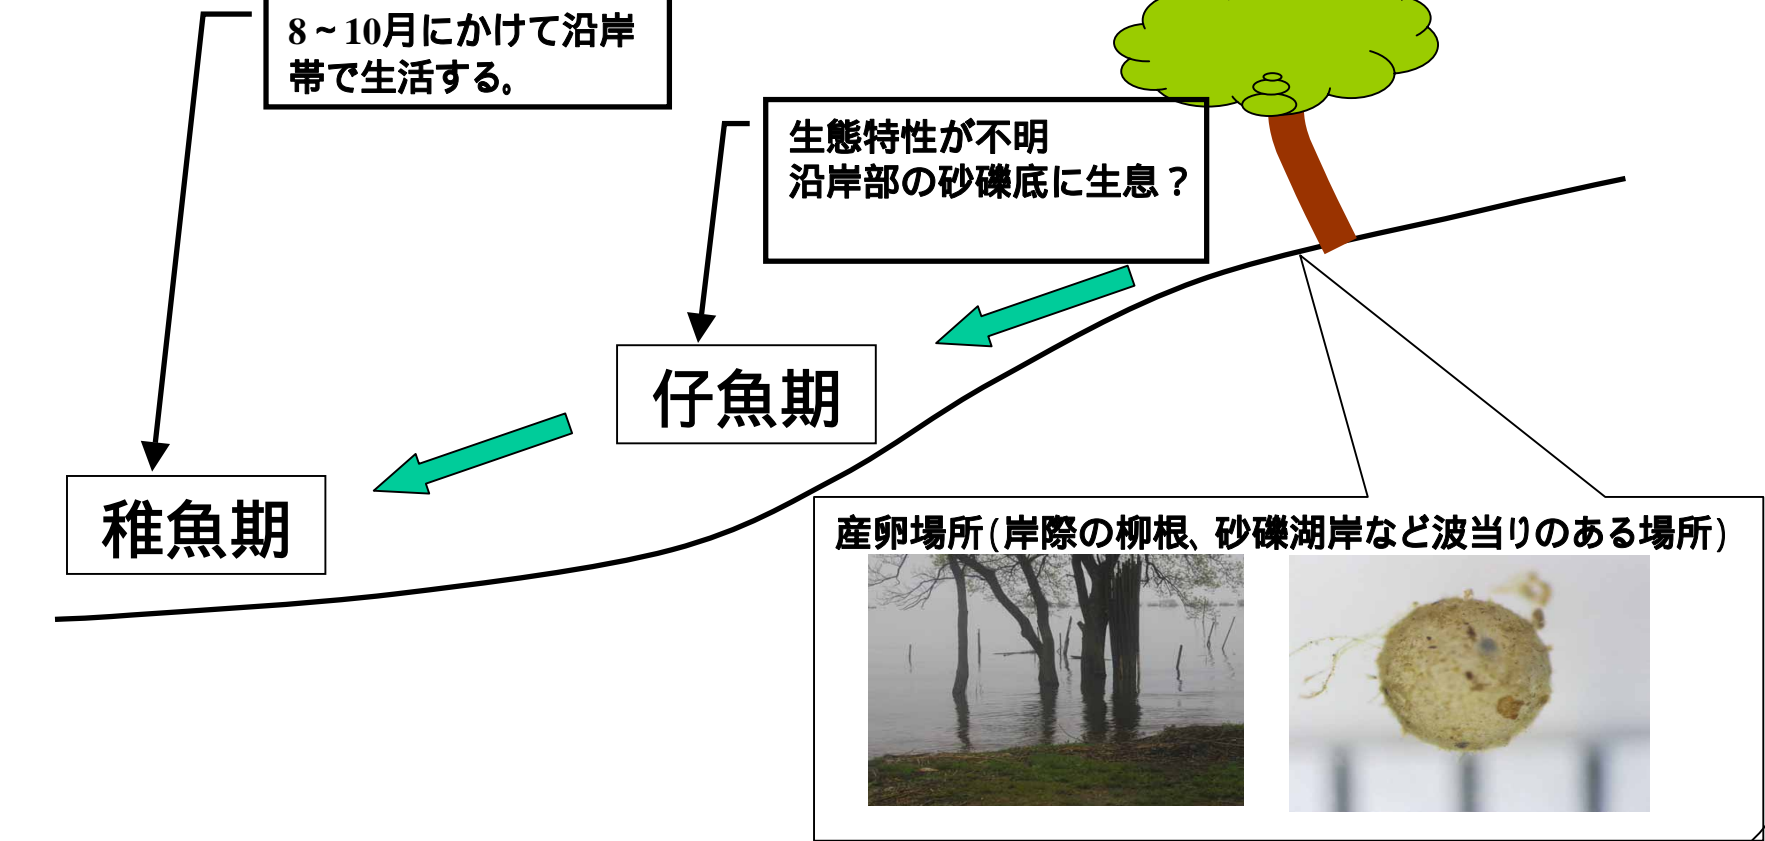 8~10月にかけて沿岸
帯で生活する。
生態特性が不明
沿岸部の砂礫底に生息?
仔魚期
稚魚期
産卵場所(岸際の柳根、砂礫湖岸など波当りのある場所)